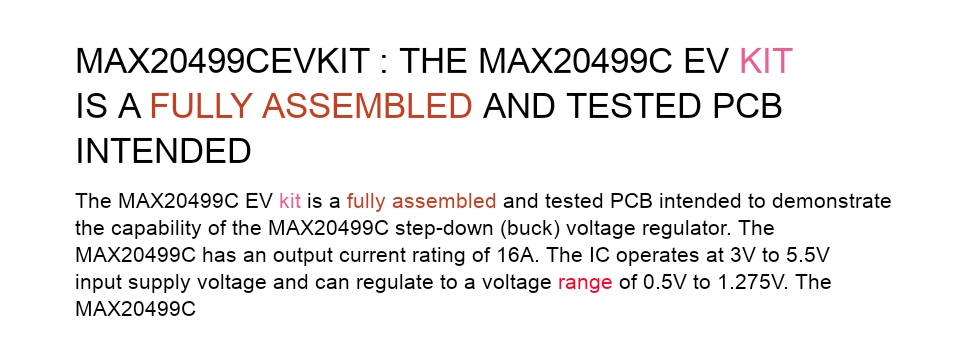 MAX20499CEVKIT : THE MAX20499C EV KIT
IS A FULLY ASSEMBLED AND TESTED PCB
INTENDED
The MAX20499C EV kit is a fully assembled and tested PCB intended to demonstrate
the capability of the MAX20499C step-down (buck) voltage regulator. The
MAX20499C has an output current rating of 16A. The IC operates at 3V to 5.5V
input supply voltage and can regulate to a voltage range of 0.5V to 1.275V. The
MAX20499C